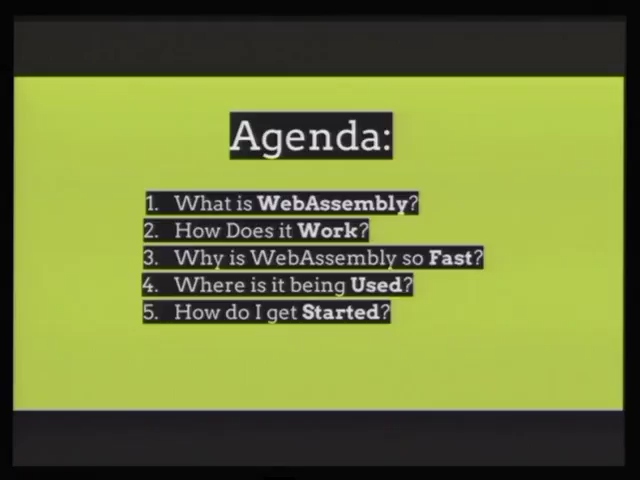 Agenda:
1. What is WebAssembly?
2. How Does it Work?
3. Why is WebAssembly so Fast?
4. Where is it being Used?
5. How do I get Started?